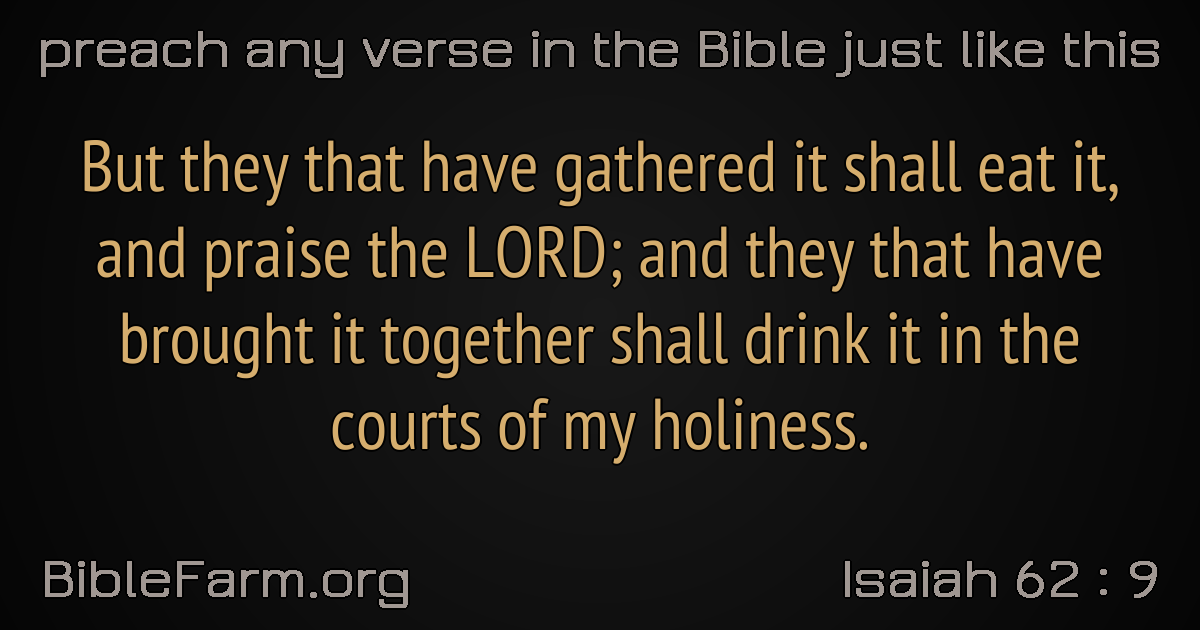 preach any verse in the Bible just like this
But they that have gathered it shall eat it,
and praise the LORD; and they that have
brought it together shall drink it in the
courts of my holiness.
BibleFarm.org
Isaiah 62 : 9